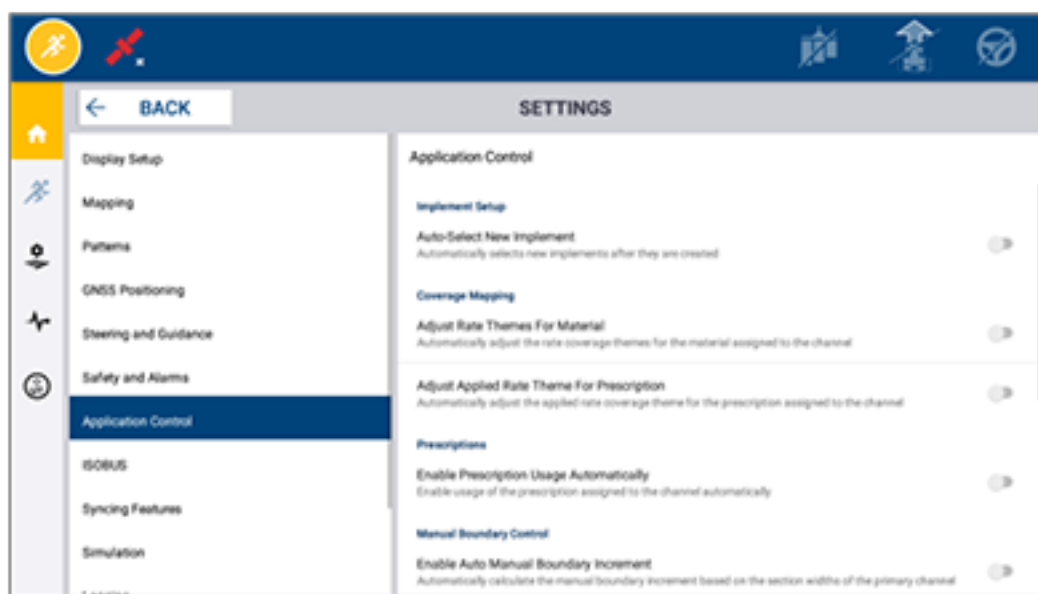 BACK
SETTINGS
Display Setup
Mapping
Patterns
GNSS Positioning
Steering and Guidance
Safety and Alarms
Application Control
ISOBUS
Syncing Features
Simulation
Application Control
Implement Setup
Auto-Select New Implement
Automatically selects new implements after they are created
Coverage Mapping
Adjust Rate Themes For Material
Automatically adjust the rate coverage themes for the material assigned to the channel
Adjust Applied Rate Theme For Prescription
Automatically adjust the applied rate coverage theme for the prescription assigned to the channel
Prescriptions
Enable Prescription Usage Automatically
Enable usage of the prescription assigned to the channel automatically
Manual Boundary Control
Enable Auto Manual Boundary Increment
Automatically calculate the manual boundary increment based on the section widths of the primary channel